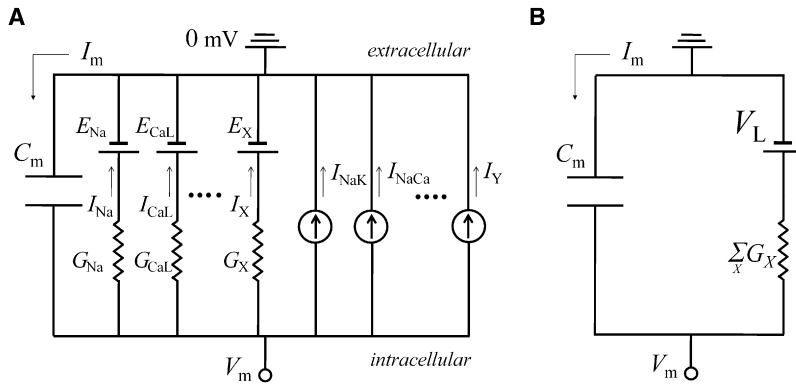 A
I_m
0 mV
extracellular
C_m
E_Na
E_CaL
E_X
I_Na
I_CaL
I_X
I_NaK
I_NaCa
I_Y
G_Na
G_CaL
G_X
V_m
intracellular
B
I_m
C_m
V_L
Σ_X G_X
V_m